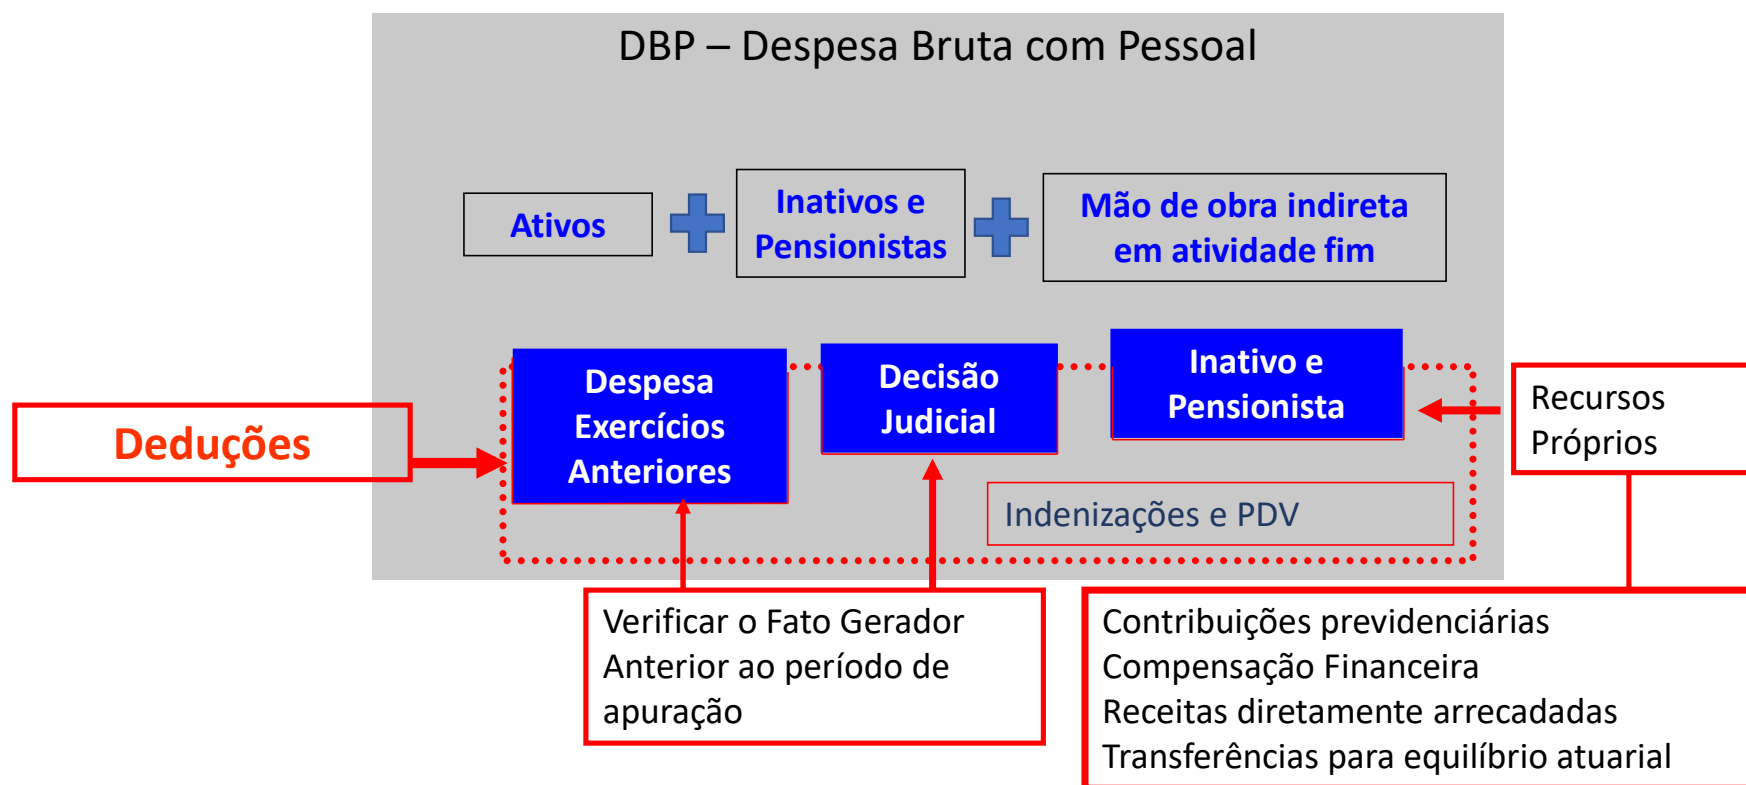 DBP – Despesa Bruta com Pessoal
Ativos
Inativos e
Pensionistas
Mão de obra indireta
em atividade fim
Deduções
Despesa
Exercícios
Anteriores
Decisão
Judicial
Inativo e
Pensionista
Recursos
Próprios
Indenizações e PDV
Verificar o Fato Gerador
Anterior ao período de
apuração
Contribuições previdenciárias
Compensação Financeira
Receitas diretamente arrecadadas
Transferências para equilíbrio atuarial